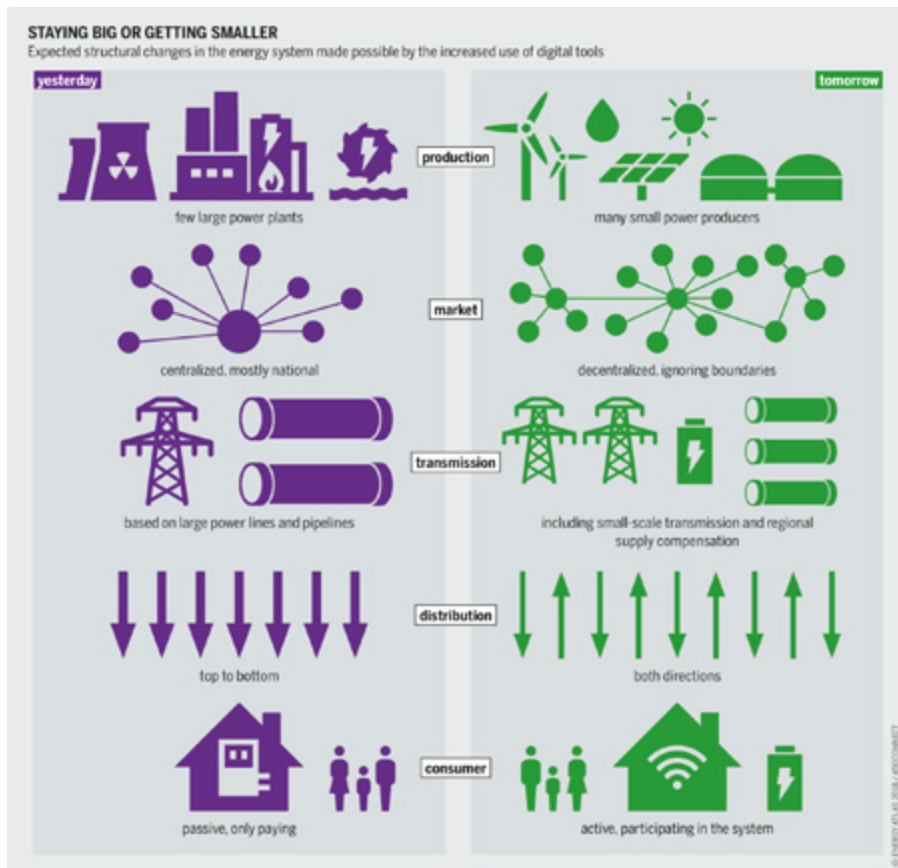 STAYING BIG OR GETTING SMALLER
Expected structural changes in the energy system made possible by the increased use of digital tools
yesterday
tomorrow
production
few large power plants
many small power producers
market
centralized, mostly national
decentralized, ignoring boundaries
transmission
based on large power lines and pipelines
including small-scale transmission and regional
supply compensation
distribution
top to bottom
both directions
consumer
passive, only paying
active, participating in the system
© ENERGY ATLAS 2018 /